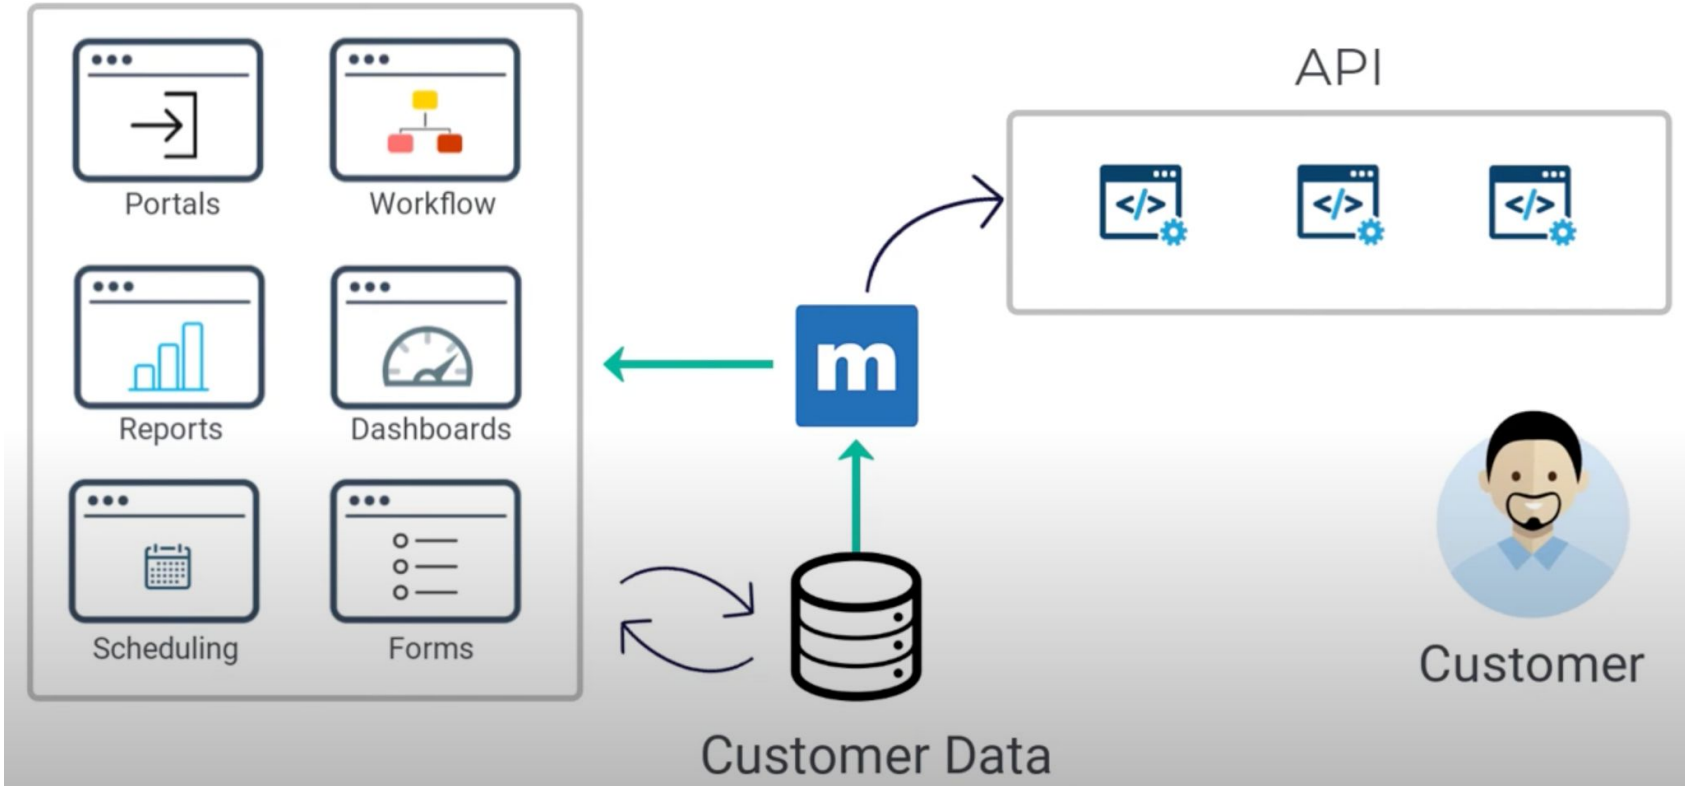 API
Portals
Workflow
Reports
Dashboards
Scheduling
Forms
m
</>
</>
</>
Customer
Customer Data